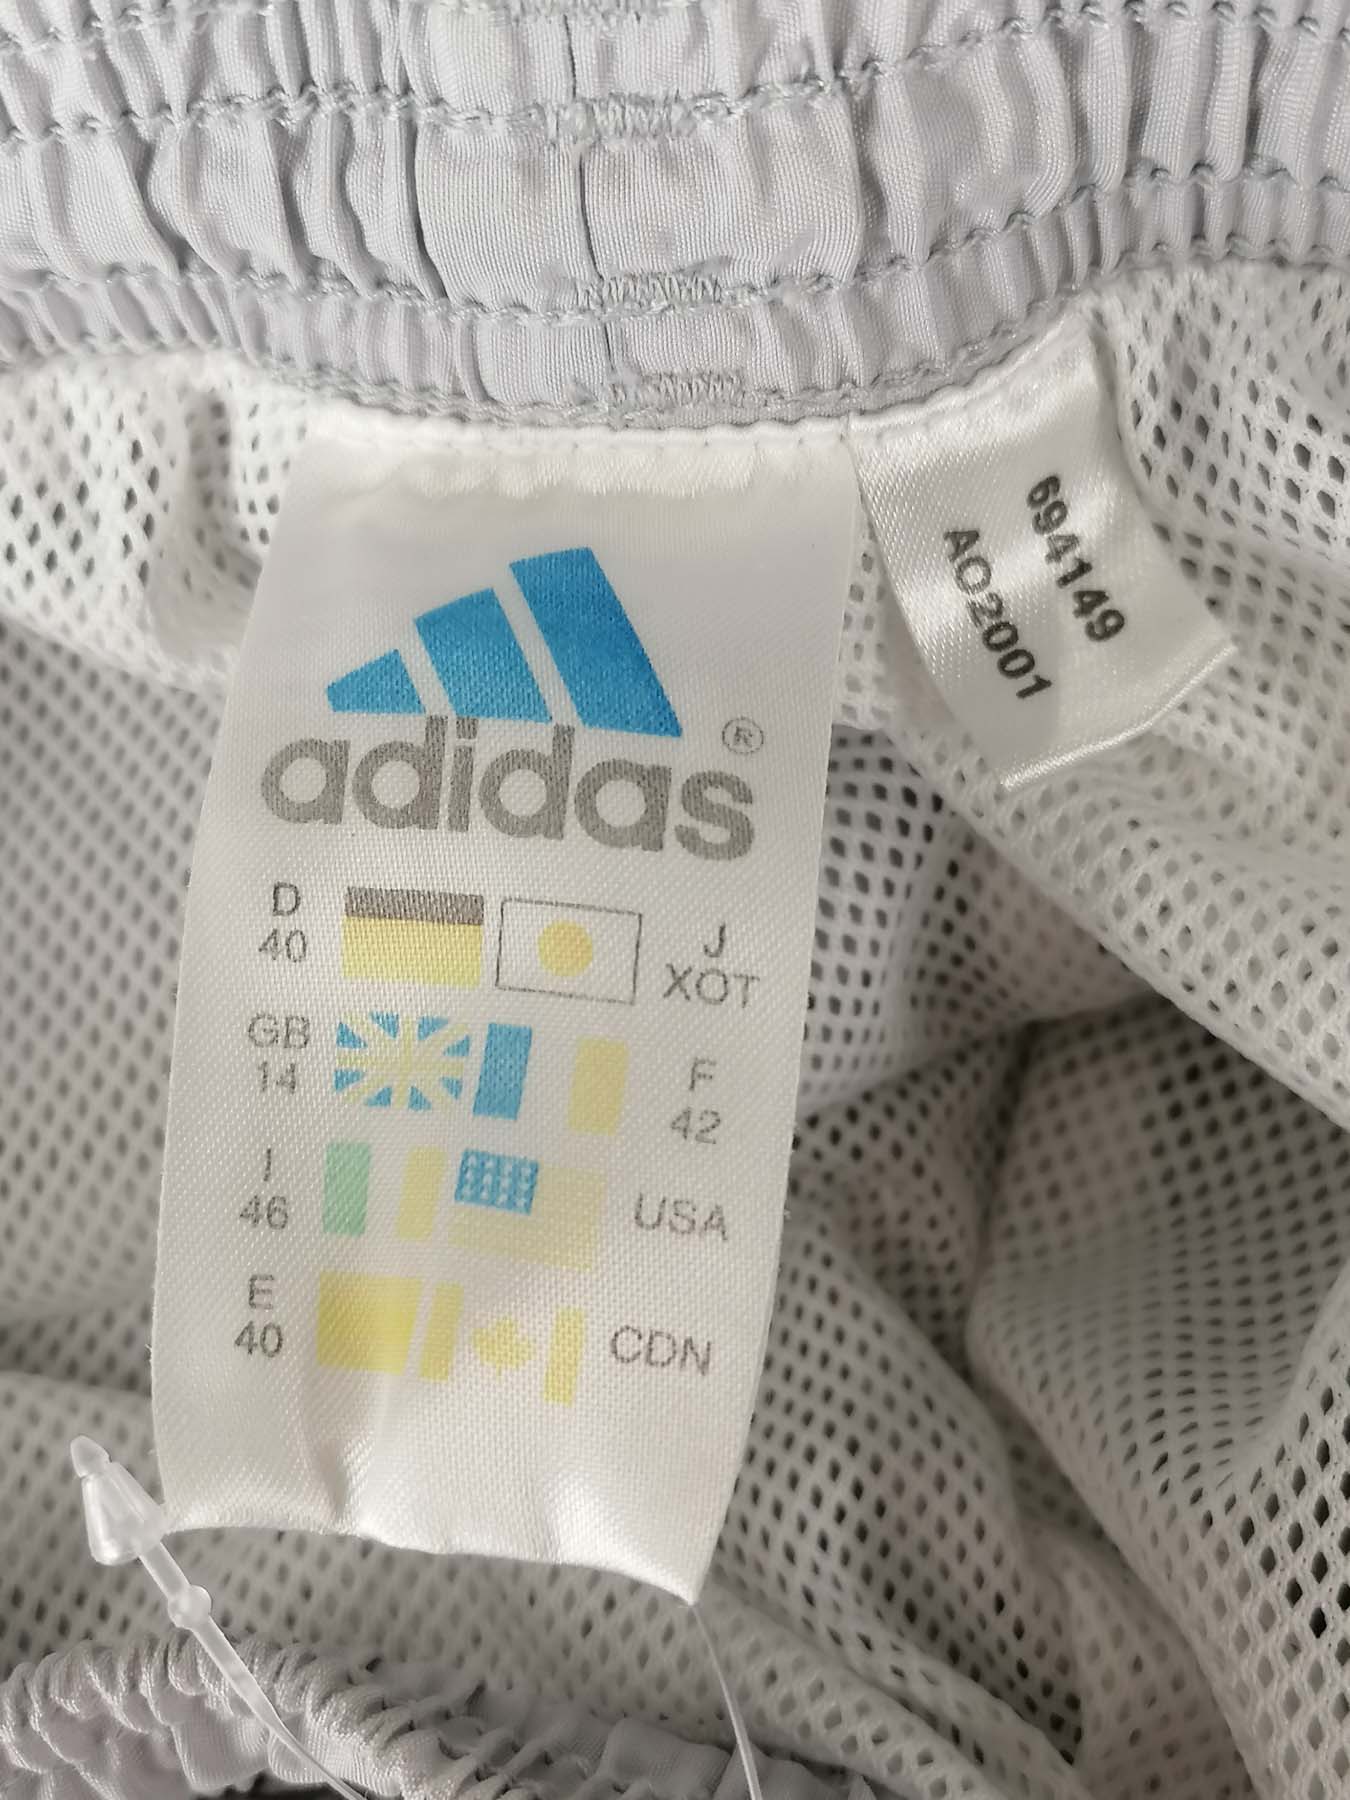 adidas ®
D
40
J
XOT
GB
14
F
42
I
46
USA
E
40
CDN
694149
AO2001